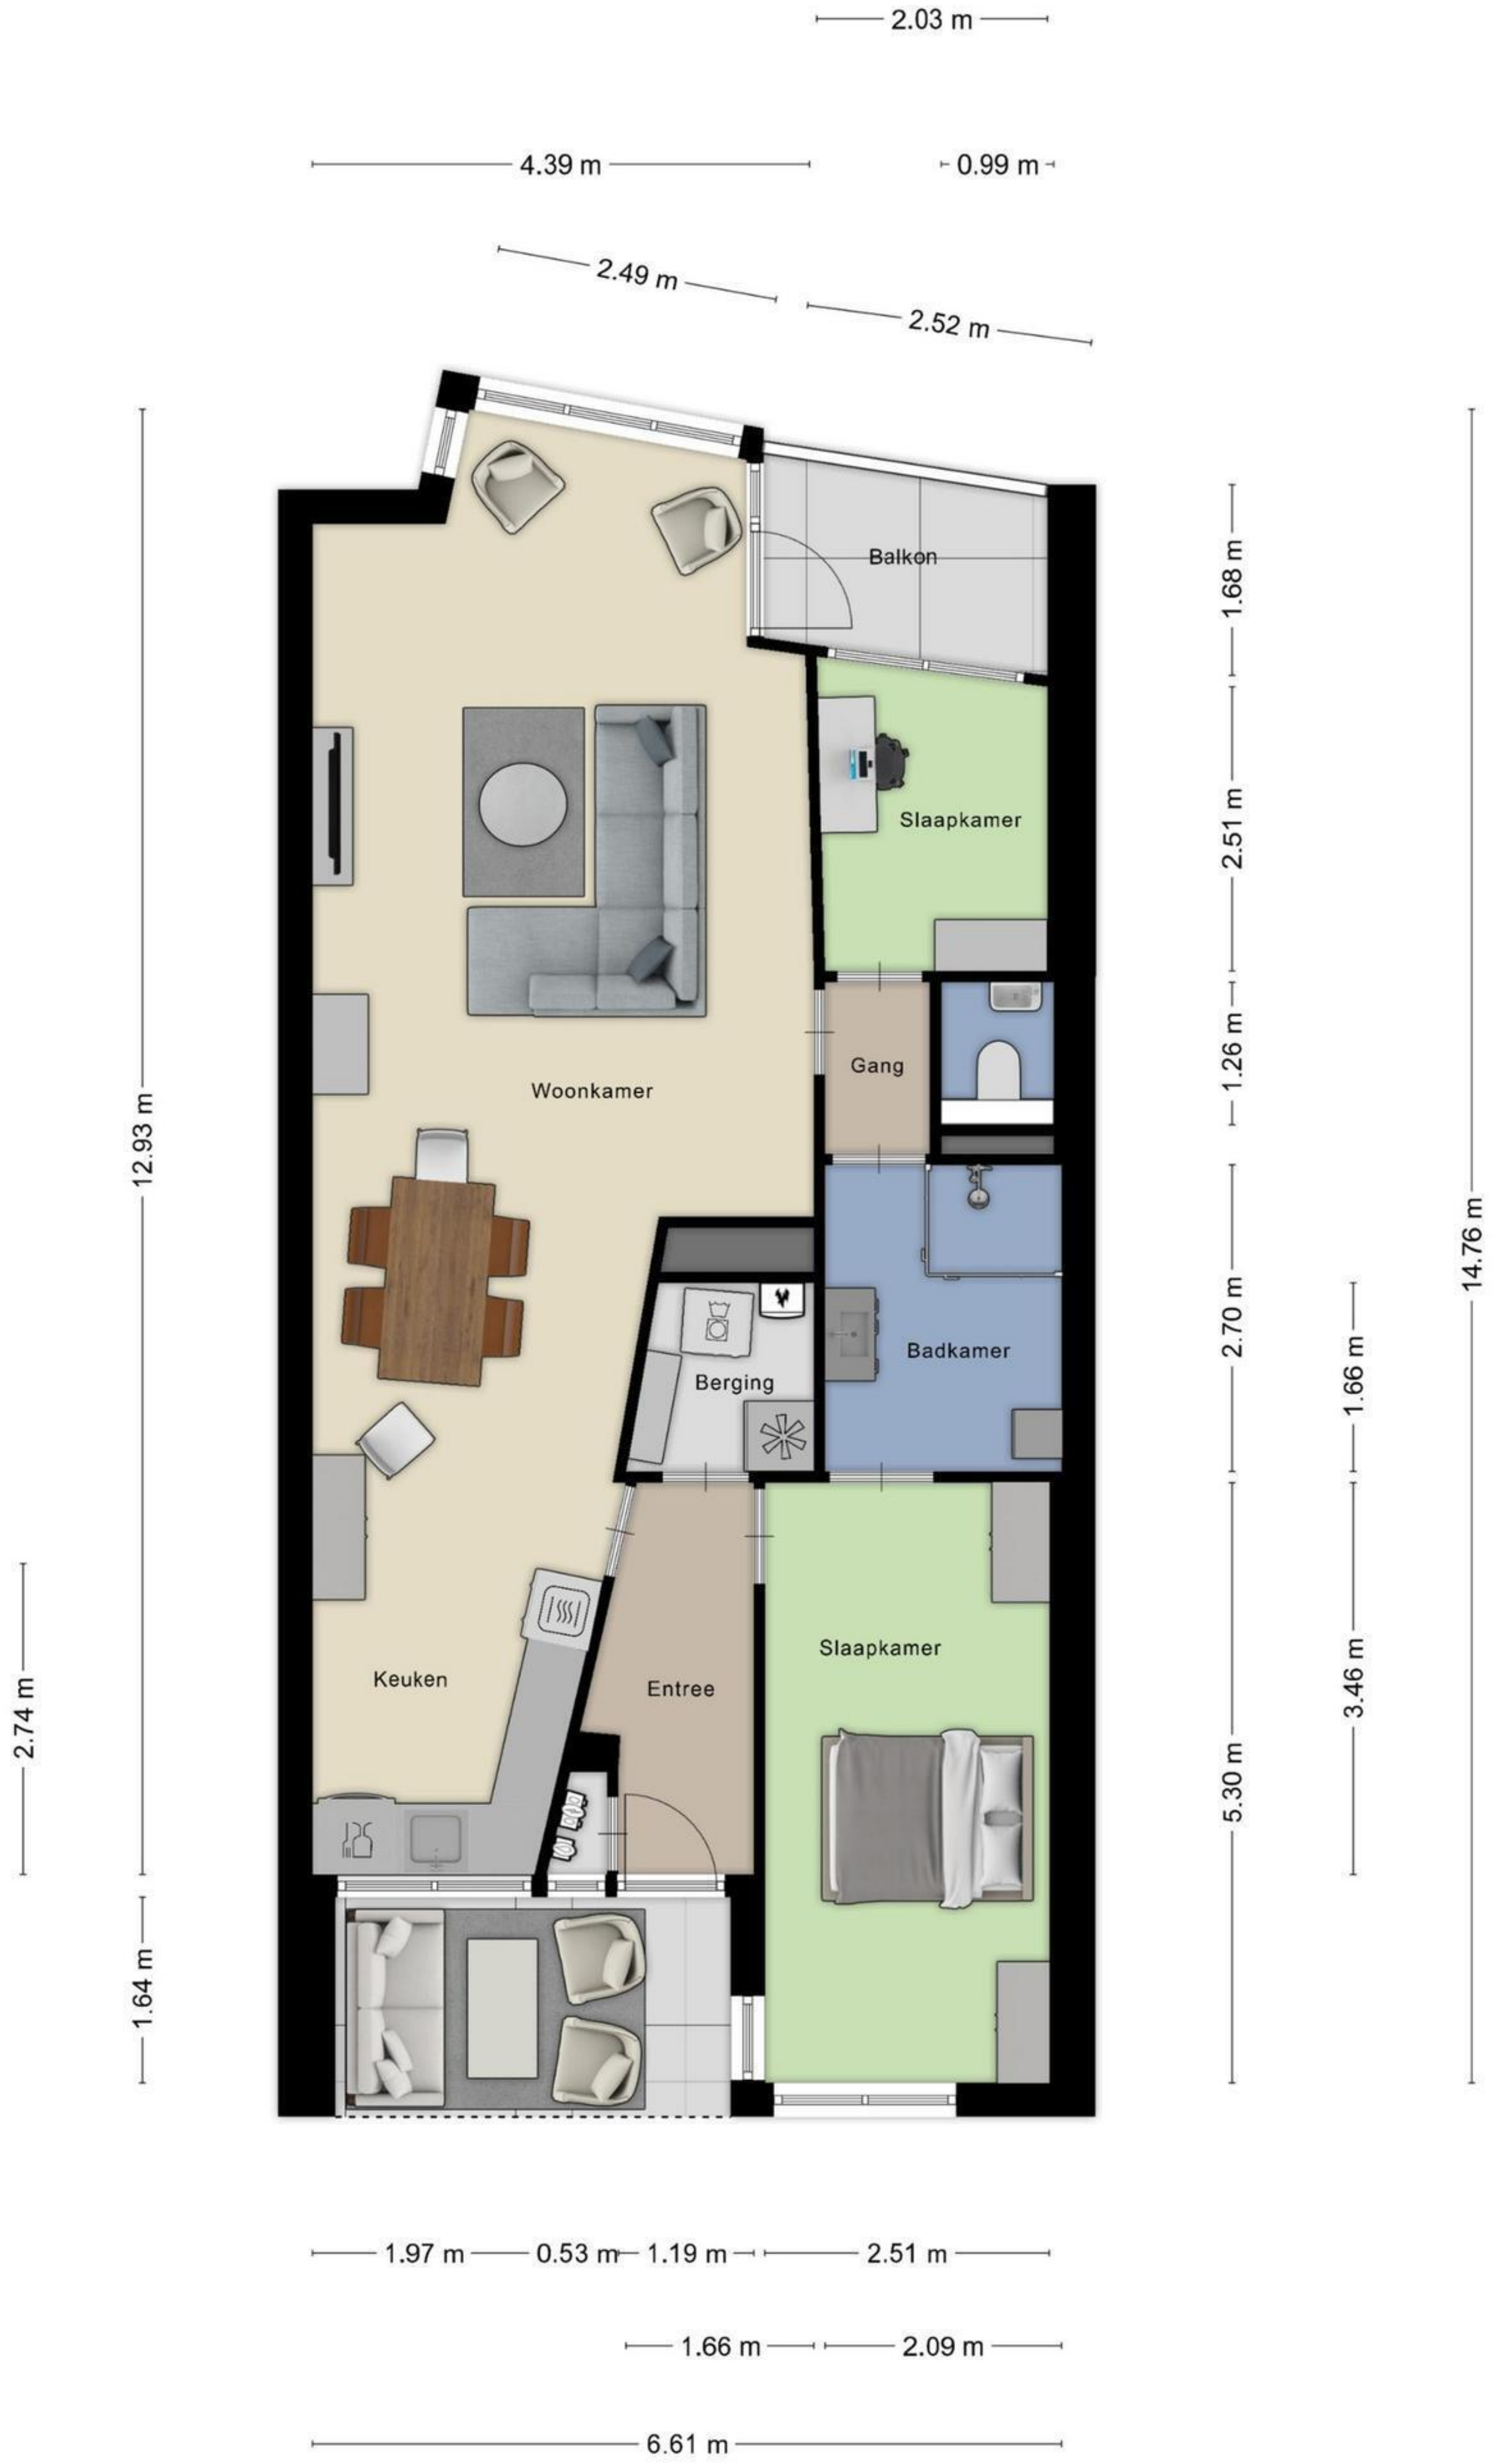 2.03 m
4.39 m
0.99 m
2.49 m
2.52 m
Balkon
1.68 m
Slaapkamer
2.51 m
Gang
1.26 m
Woonkamer
12.93 m
14.76 m
Badkamer
2.70 m
Berging
1.66 m
Slaapkamer
Keuken
Entree
2.74 m
3.46 m
5.30 m
1.64 m
1.97 m
0.53 m
1.19 m
2.51 m
1.66 m
2.09 m
6.61 m